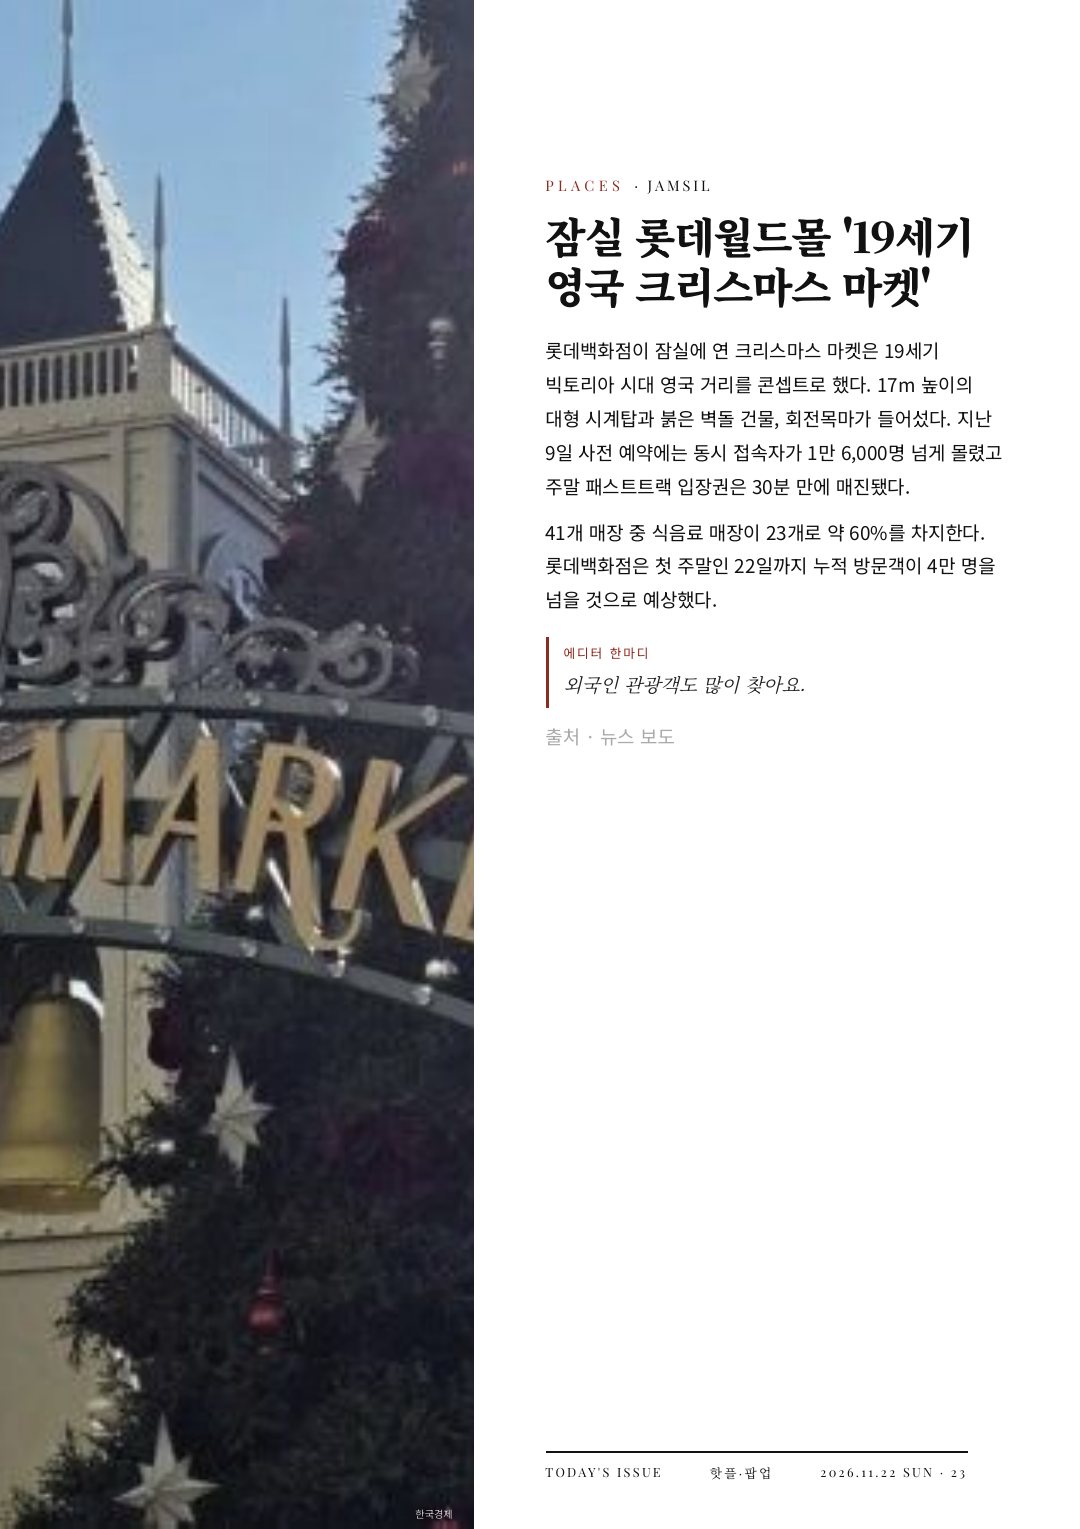 PLACES · JAMSIL
잠실 롯데월드몰 '19세기
영국 크리스마스 마켓'
롯데백화점이 잠실에 연 크리스마스 마켓은 19세기
빅토리아 시대 영국 거리를 콘셉트로 했다. 17m 높이의
대형 시계탑과 붉은 벽돌 건물, 회전목마가 들어섰다. 지난
9일 사전 예약에는 동시 접속자가 1만 6,000명 넘게 몰렸고
주말 패스트트랙 입장권은 30분 만에 매진됐다.
41개 매장 중 식음료 매장이 23개로 약 60%를 차지한다.
롯데백화점은 첫 주말인 22일까지 누적 방문객이 4만 명을
넘을 것으로 예상했다.
에디터 한마디
외국인 관광객도 많이 찾아요.
출처 · 뉴스 보도
MARKE
한국경제
TODAY'S ISSUE 핫플·팝업 2026.11.22 SUN · 23